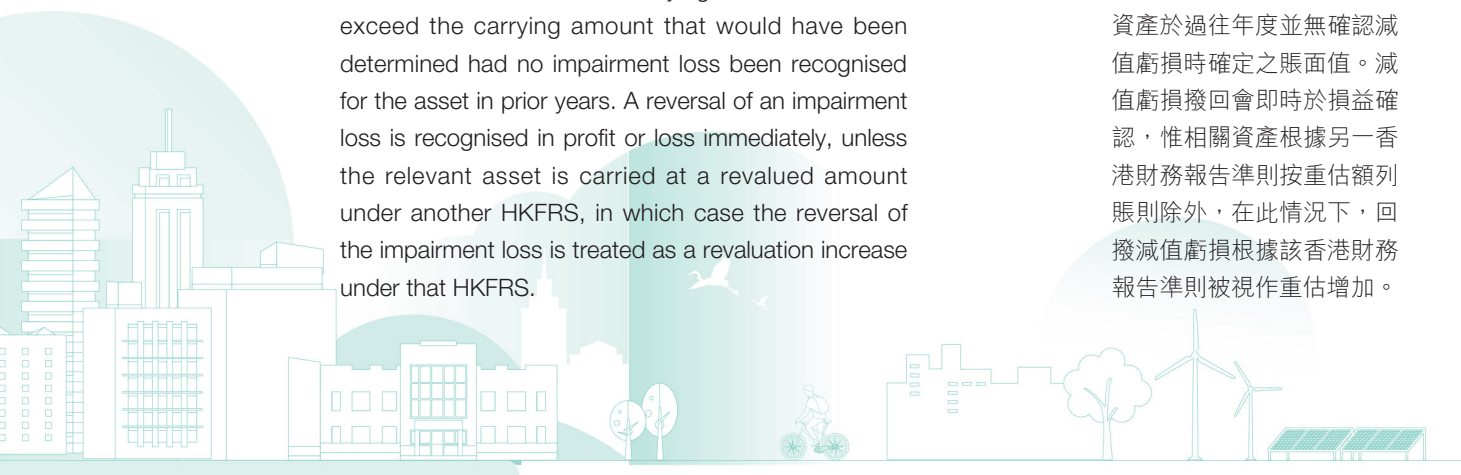 exceed the carrying amount that would have been
determined had no impairment loss been recognised
for the asset in prior years. A reversal of an impairment
loss is recognised in profit or loss immediately, unless
the relevant asset is carried at a revalued amount
under another HKFRS, in which case the reversal of
the impairment loss is treated as a revaluation increase
under that HKFRS.
資產於過往年度並無確認減
值虧損時確定之賬面值。減
值虧損撥回會即時於損益確
認，惟相關資產根據另一香
港財務報告準則按重估額列
賬則除外，在此情況下，回
撥減值虧損根據該香港財務
報告準則被視作重估增加。